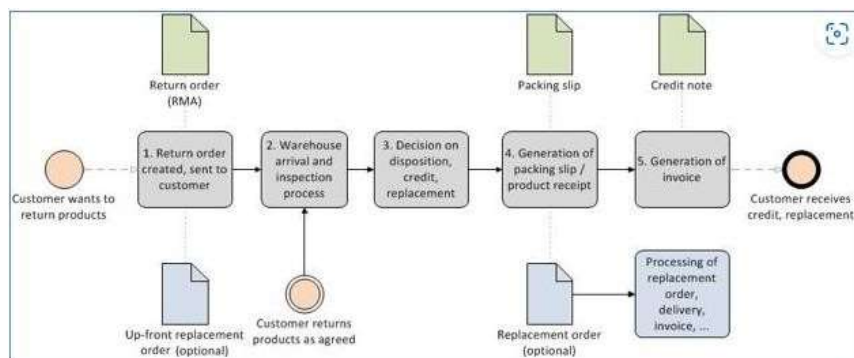 Return order
(RMA)
Packing slip
Credit note
1. Return order
created, sent to
customer
2. Warehouse
arrival and
inspection
process
3. Decision on
disposition,
credit,
replacement
4. Generation of
packing slip /
product receipt
5. Generation of
invoice
Customer wants to
return products
Customer receives
credit, replacement
Up-front replacement
order (optional)
Customer returns
products as agreed
Replacement order
(optional)
Processing of
replacement
order,
delivery,
invoice, ...